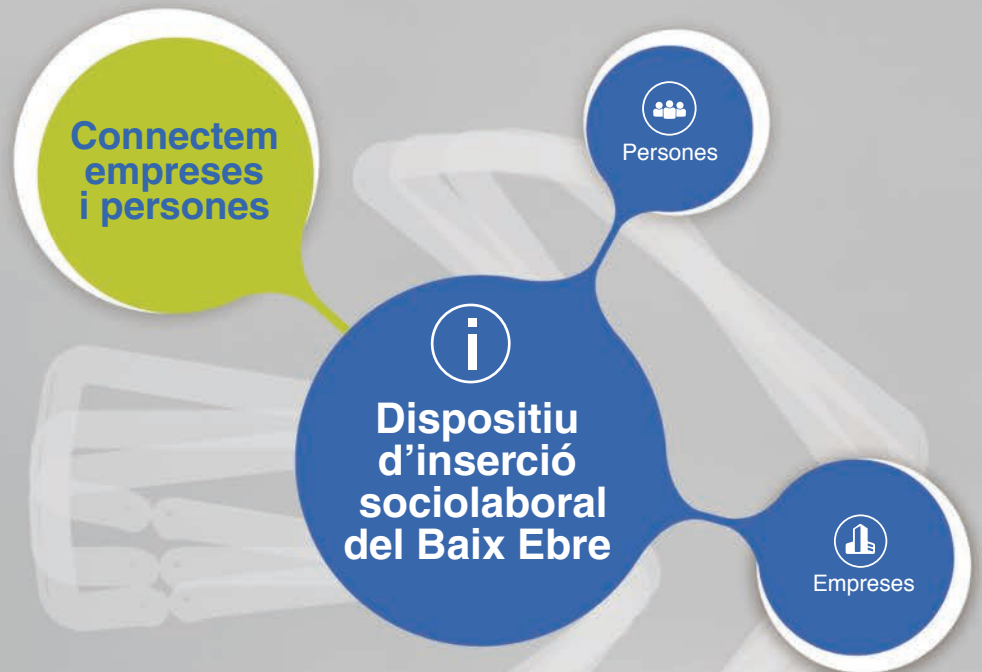 Connectem
empreses
i persones
Persones
i
Dispositiu
d’inserció
sociolaboral
del Baix Ebre
Empreses